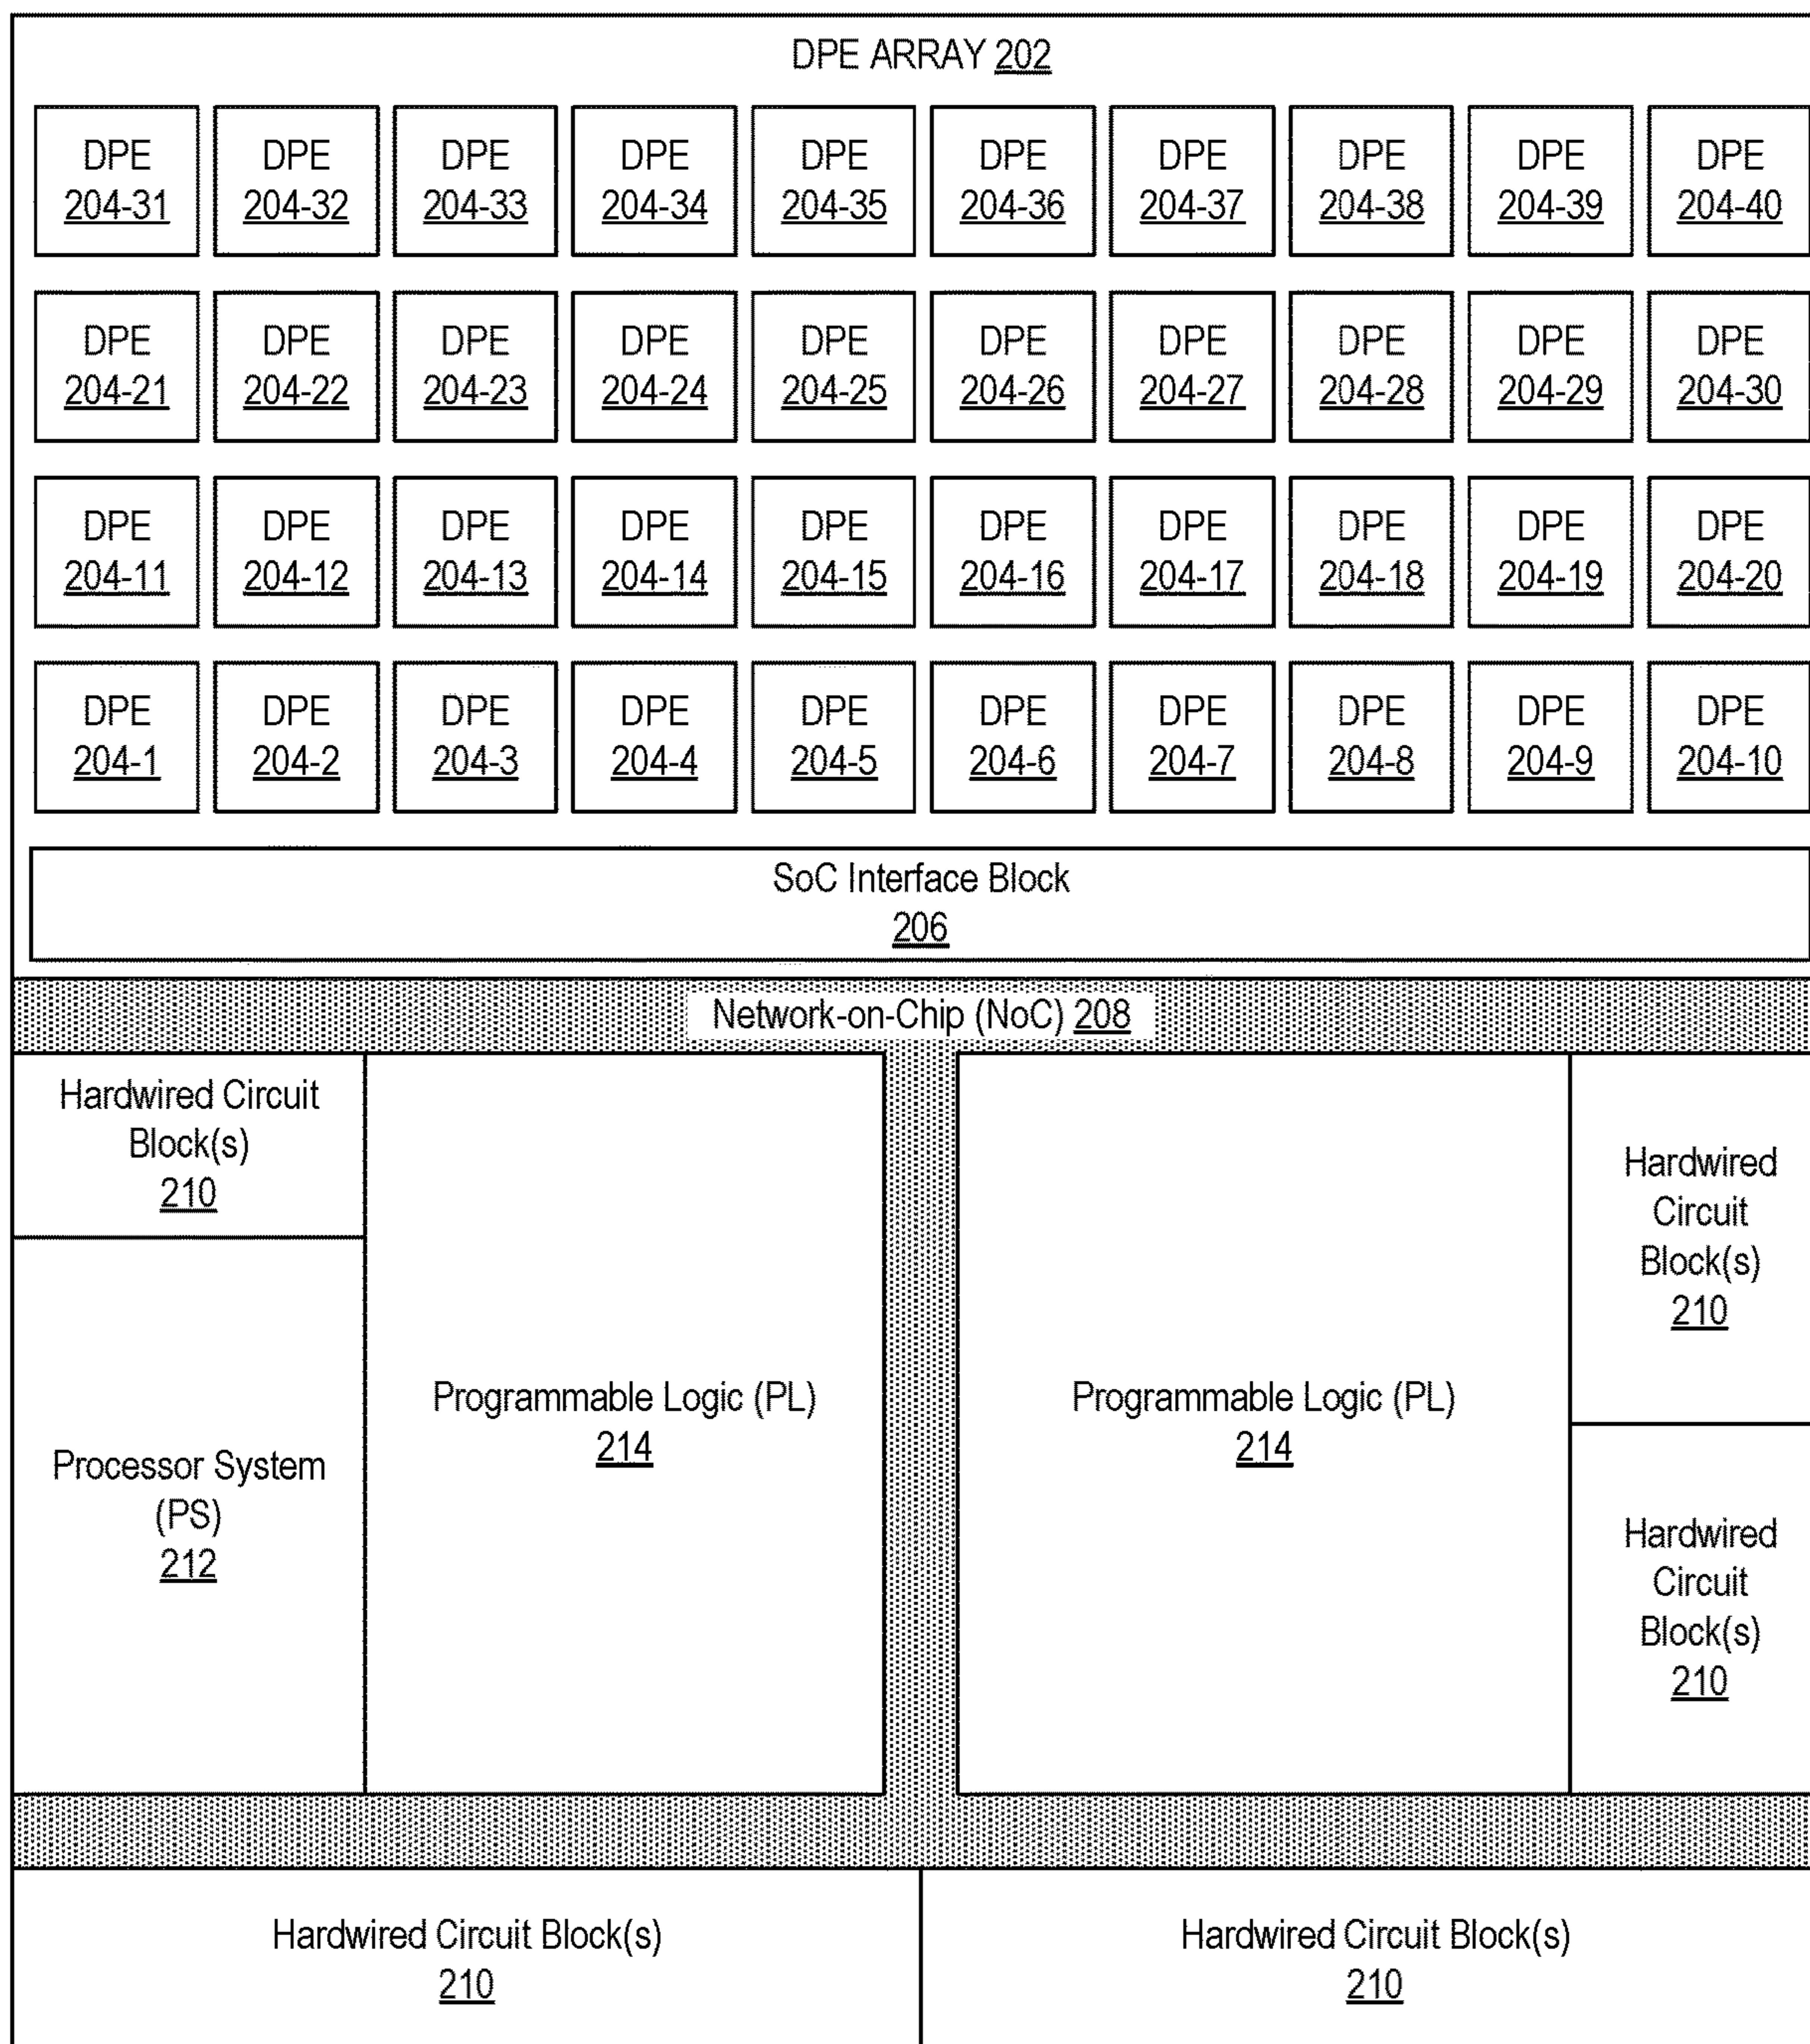 DPE ARRAY 202
DPE DPE DPE DPE DPE DPE DPE DPE DPE DPE
204-31 204-32 204-33 204-34 204-35 204-36 204-37 204-38 204-39 204-40
DPE DPE DPE DPE DPE DPE DPE DPE DPE DPE
204-21 204-22 204-23 204-24 204-25 204-26 204-27 204-28 204-29 204-30
DPE DPE DPE DPE DPE DPE DPE DPE DPE DPE
204-11 204-12 204-13 204-14 204-15 204-16 204-17 204-18 204-19 204-20
DPE DPE DPE DPE DPE DPE DPE DPE DPE DPE
204-1 204-2 204-3 204-4 204-5 204-6 204-7 204-8 204-9 204-10
SoC Interface Block
206
Network-on-Chip (NoC) 208
Hardwired Circuit
Block(s)
210
Processor System
(PS)
212
Programmable Logic (PL)
214
Programmable Logic (PL)
214
Hardwired
Circuit
Block(s)
210
Hardwired
Circuit
Block(s)
210
Hardwired Circuit Block(s)
210
Hardwired Circuit Block(s)
210